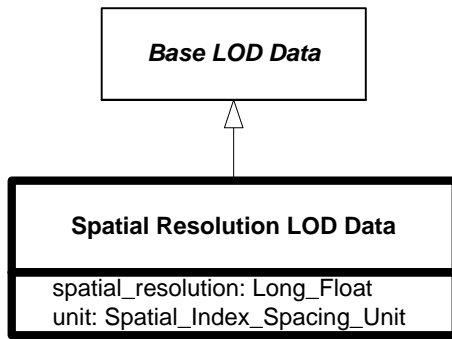 Base LOD Data
Spatial Resolution LOD Data
spatial_resolution: Long_Float
unit: Spatial_Index_Spacing_Unit